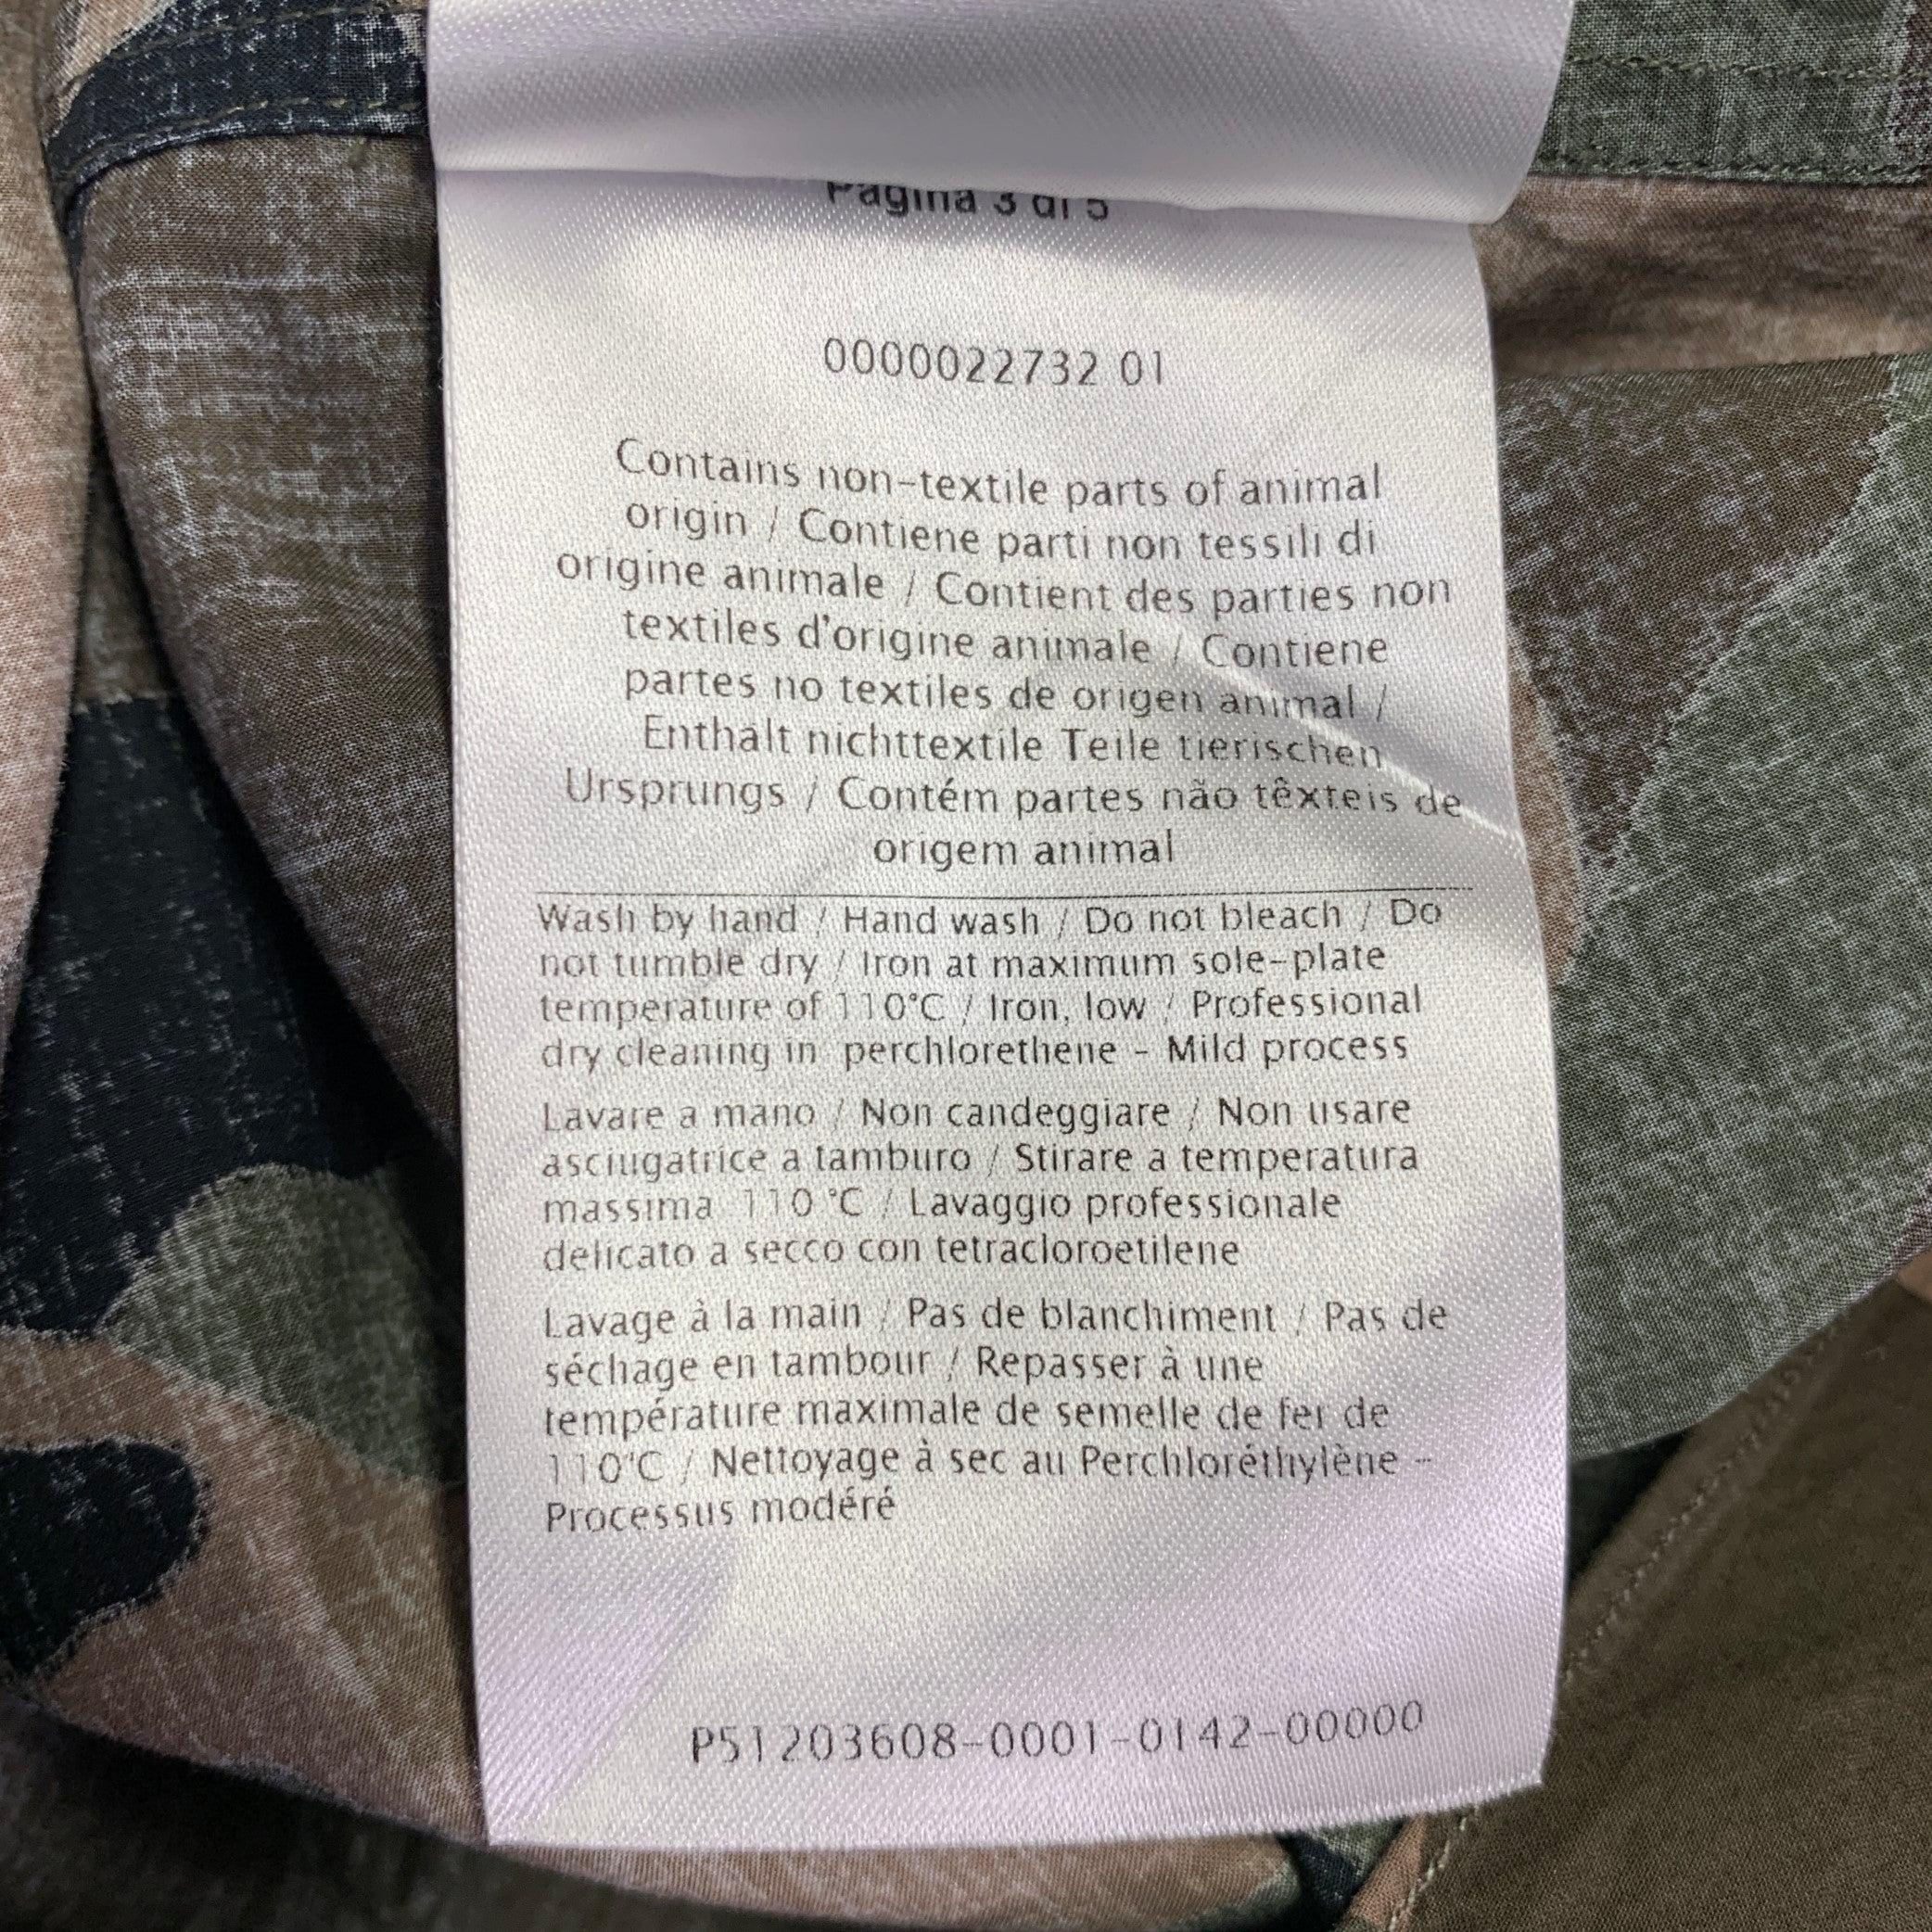 Pagina 3 di 5
0000022732 01
Contains non-textile parts of animal
origin / Contiene parti non tessili di
origine animale / Contient des parties non
textiles d'origine animale / Contiene
partes no textiles de origen animal /
Enthält nichttextile Teile tierischen
Ursprungs / Contém partes não têxteis de
origem animal
Wash by hand / Hand wash / Do not bleach / Do
not tumble dry / Iron at maximum sole-plate
temperature of 110°C / Iron, low / Professional
dry cleaning in perchlorethene - Mild process
Lavare a mano / Non candeggiare / Non usare
asciugatrice a tamburo / Stirare a temperatura
massima 110 °C / Lavaggio professionale
delicato a secco con tetracloroetilene
Lavage à la main / Pas de blanchiment / Pas de
séchage en tambour / Repasser à une
température maximale de semelle de fer de
110°C / Nettoyage à sec au Perchloréthylène -
Processus modéré
P51203608-0001-0142-00000